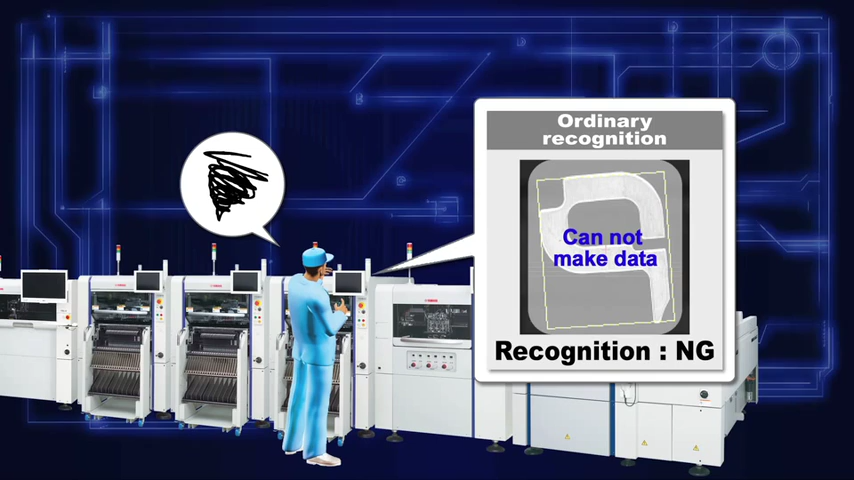 Ordinary
recognition
Can not
make data
Recognition : NG